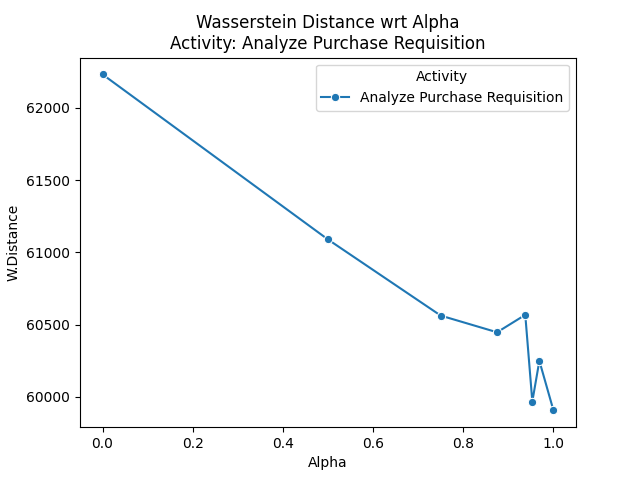 Wasserstein Distance wrt Alpha
Activity: Analyze Purchase Requisition
Activity
Analyze Purchase Requisition
W.Distance
62000
61500
61000
60500
60000
0.0 0.2 0.4 0.6 0.8 1.0
Alpha